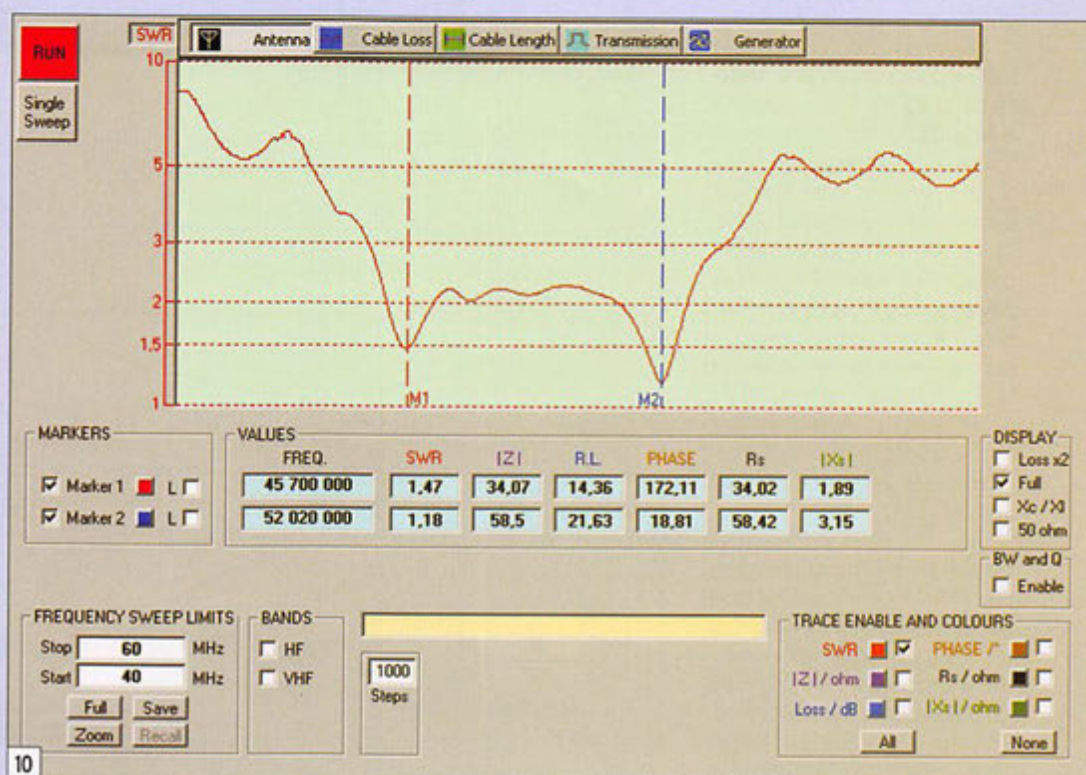 RUN
Single
Sweep
SWR
Antenna
Cable Loss
Cable Length
Transmission
Generator
10
5
3
2
1,5
1
M1
M2
MARKERS
Marker 1 L
Marker 2 L
VALUES
FREQ. SWR |Z| R.L. PHASE Rs |Xs|
45 700 000 1,47 34,07 14,36 172,11 34,02 1,89
52 020 000 1,18 58,5 21,63 18,81 58,42 3,15
DISPLAY
Loss x2
Full
Xc / Xl
50 ohm
BW and Q
Enable
FREQUENCY SWEEP LIMITS
Stop 60 MHz
Start 40 MHz
Full Save
Zoom Recall
BANDS
HF
VHF
1000
Steps
TRACE ENABLE AND COLOURS
SWR PHASE /°
|Z| / ohm Rs / ohm
Loss / dB |Xs| / ohm
All None
10